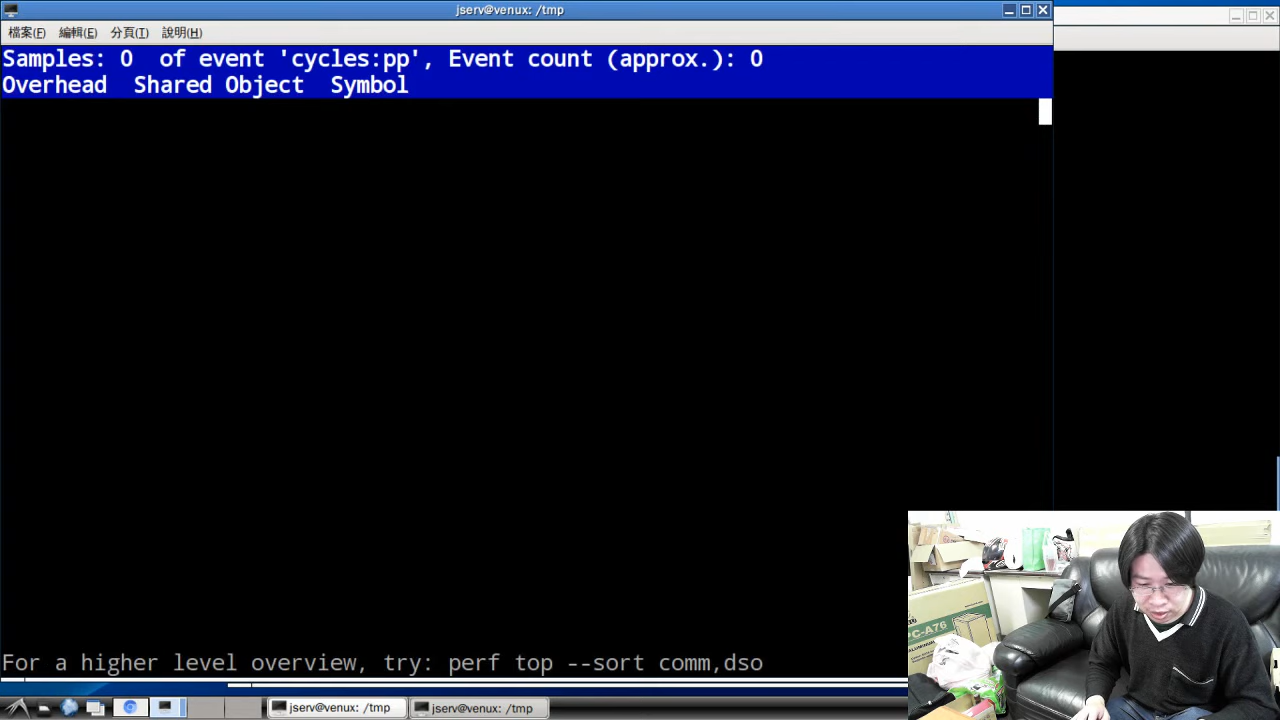 jserv@venux: /tmp
檔案(F) 編輯(E) 分頁(T) 說明(H)
Samples: 0 of event 'cycles:pp', Event count (approx.): 0
Overhead Shared Object Symbol
PC-A76
For a higher level overview, try: perf top --sort comm,dso
jserv@venux: /tmp
jserv@venux: /tmp